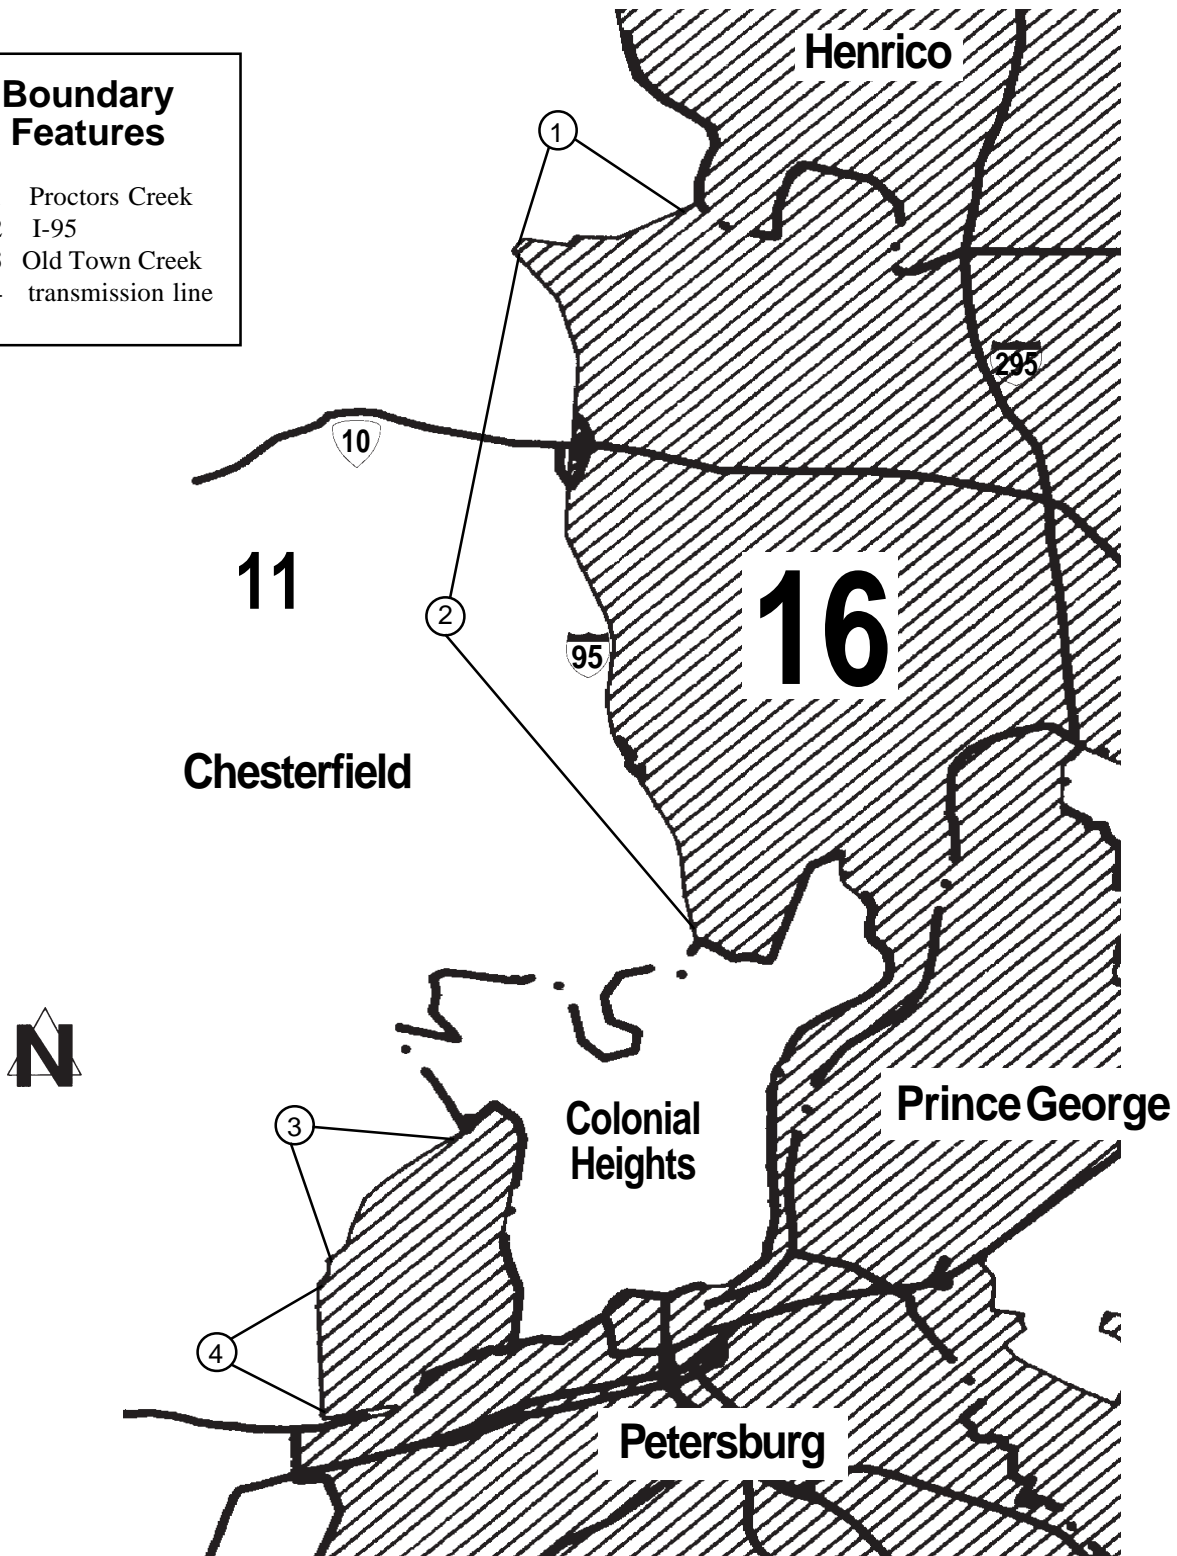 Henrico
Boundary
Features
Proctors Creek
I-95
Old Town Creek
transmission line
1
295
10
11
16
2
95
Chesterfield
N
Prince George
3
Colonial
Heights
4
Petersburg